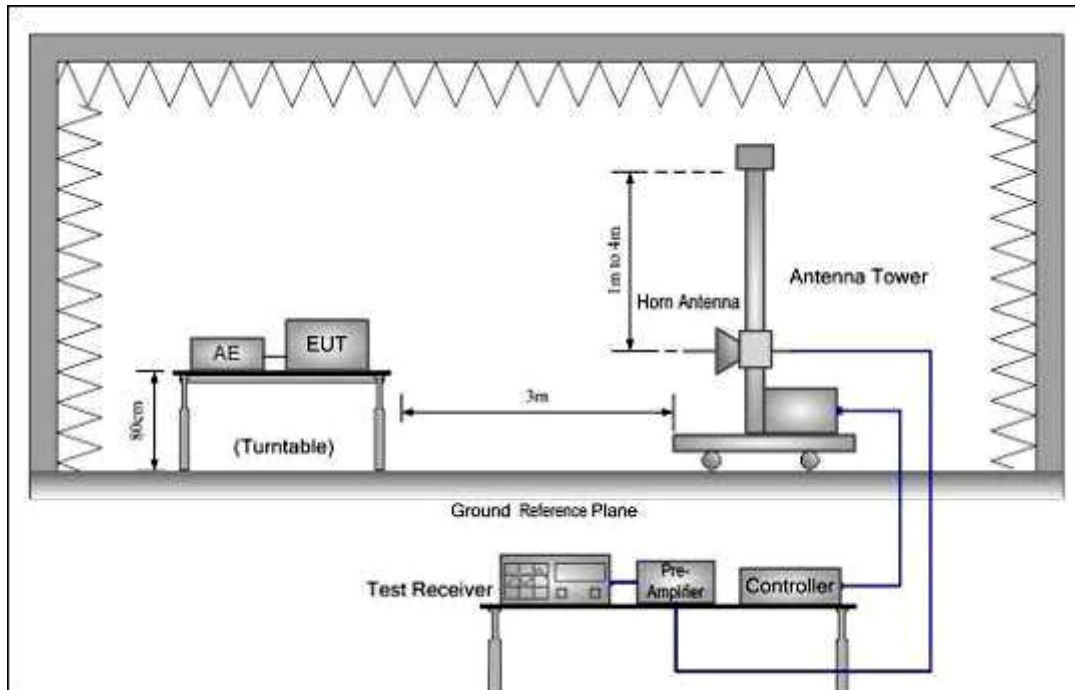 1m to 4m
Antenna Tower
Horn Antenna
AE
EUT
3m
80cm
(Turntable)
Ground Reference Plane
Test Receiver
Pre-
Amplifier
Controller